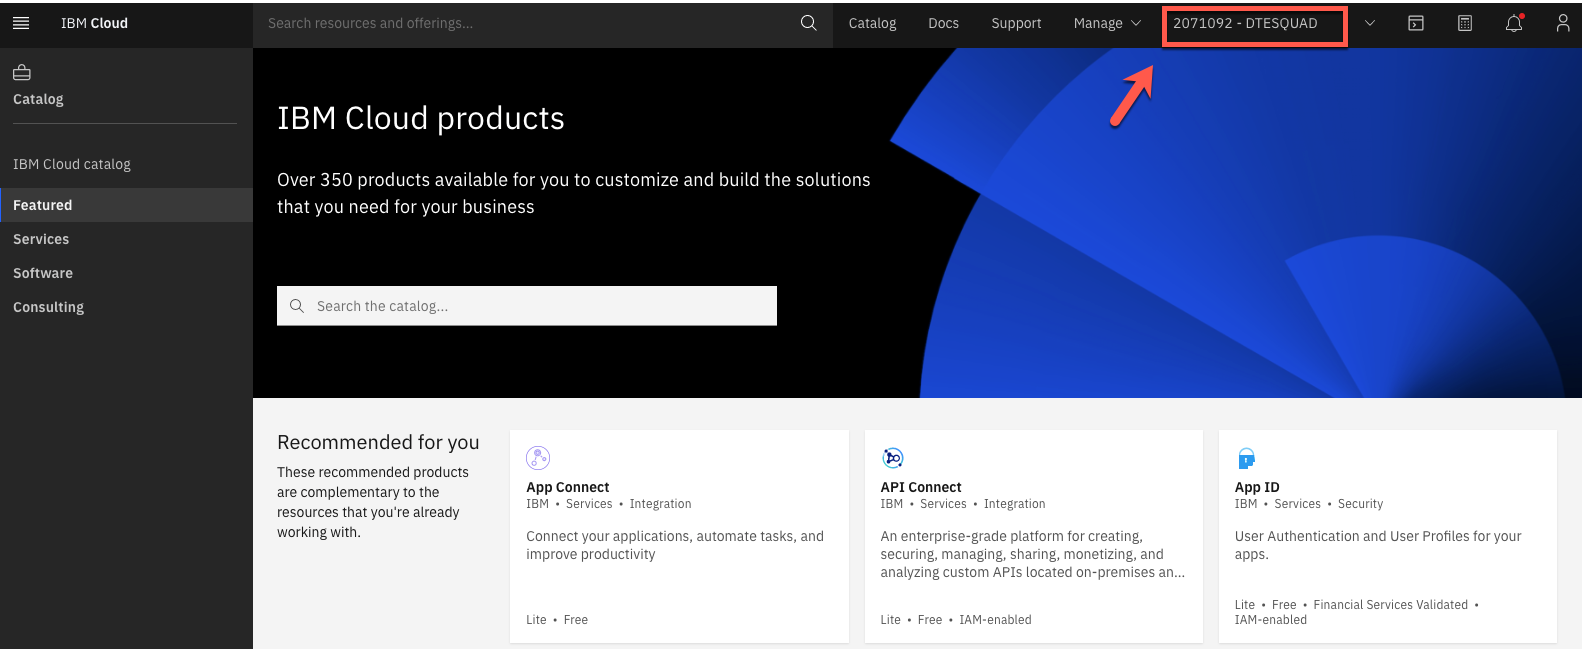 IBM Cloud
Search resources and offerings...
Catalog
Docs
Support
Manage
2071092 - DTESQUAD
Catalog
IBM Cloud catalog
Featured
Services
Software
Consulting
IBM Cloud products
Over 350 products available for you to customize and build the solutions
that you need for your business
Search the catalog...
Recommended for you
These recommended products
are complementary to the
resources that you're already
working with.
App Connect
IBM • Services • Integration
Connect your applications, automate tasks, and
improve productivity
Lite • Free
API Connect
IBM • Services • Integration
An enterprise-grade platform for creating,
securing, managing, sharing, monetizing, and
analyzing custom APIs located on-premises an...
Lite • Free • IAM-enabled
App ID
IBM • Services • Security
User Authentication and User Profiles for your
apps.
Lite • Free • Financial Services Validated •
IAM-enabled